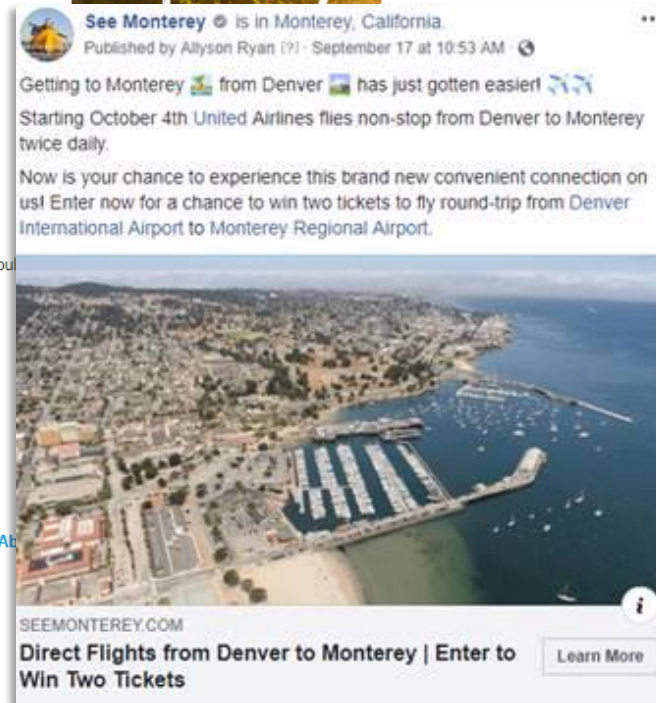 See Monterey is in Monterey, California.
Published by Allyson Ryan [?] · September 17 at 10:53 AM ·
Getting to Monterey 🏝️ from Denver 🏞️ has just gotten easier! ✈️✈️
Starting October 4th United Airlines flies non-stop from Denver to Monterey
twice daily.
Now is your chance to experience this brand new convenient connection on
us! Enter now for a chance to win two tickets to fly round-trip from Denver
International Airport to Monterey Regional Airport.
SEEMONTEREY.COM
Direct Flights from Denver to Monterey | Enter to
Win Two Tickets
Learn More